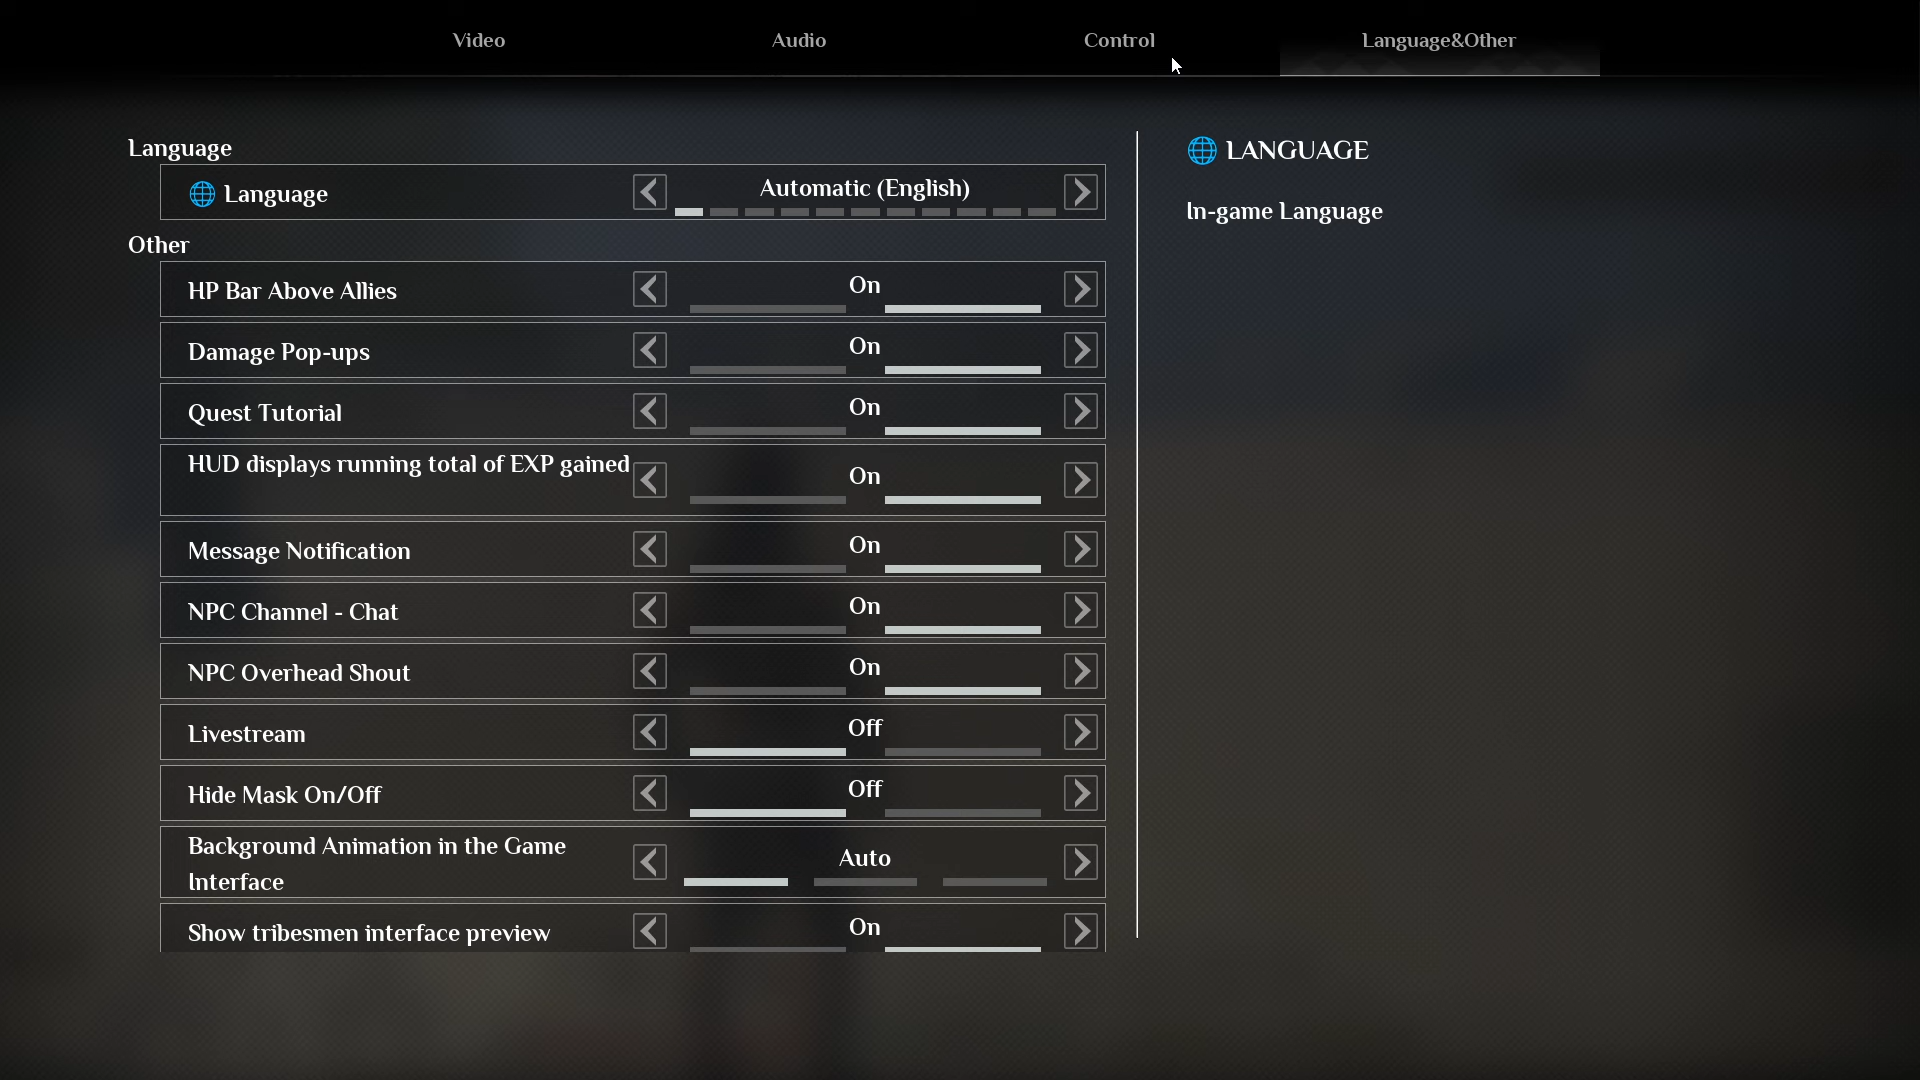 Video
Audio
Control
Language&Other
Language
Language
Automatic (English)
Other
HP Bar Above Allies
On
Damage Pop-ups
On
Quest Tutorial
On
HUD displays running total of EXP gained
On
Message Notification
On
NPC Channel - Chat
On
NPC Overhead Shout
On
Livestream
Off
Hide Mask On/Off
Off
Background Animation in the Game
Interface
Auto
Show tribesmen interface preview
On
LANGUAGE
In-game Language